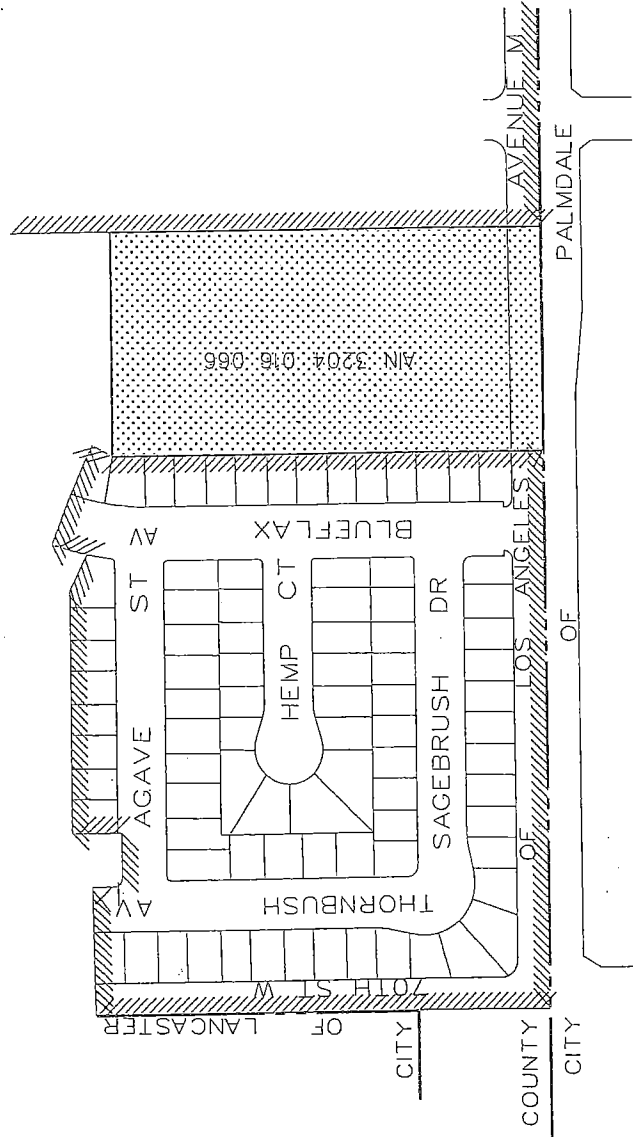 AVENUE M
PALMDALE
AIN 3204 016 066
BLUEFLAX AV
AGAVE ST
HEMP CT
SAGEBRUSH DR
THORNBUSH AV
70TH ST W
CITY OF LANCASTER
COUNTY OF LOS ANGELES
CITY OF